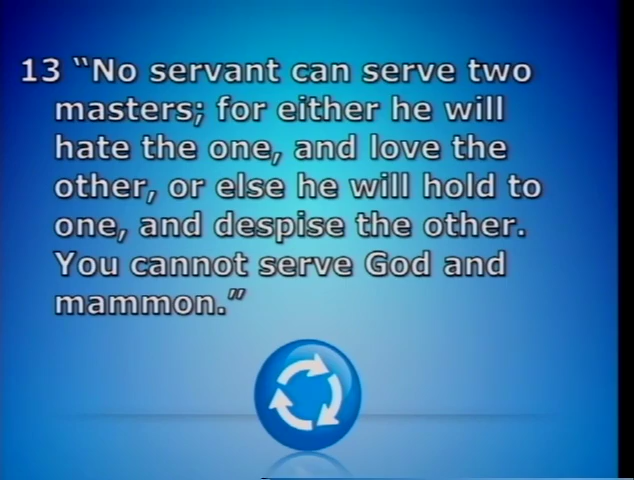 13 “No servant can serve two
masters; for either he will
hate the one, and love the
other, or else he will hold to
one, and despise the other.
You cannot serve God and
mammon.”